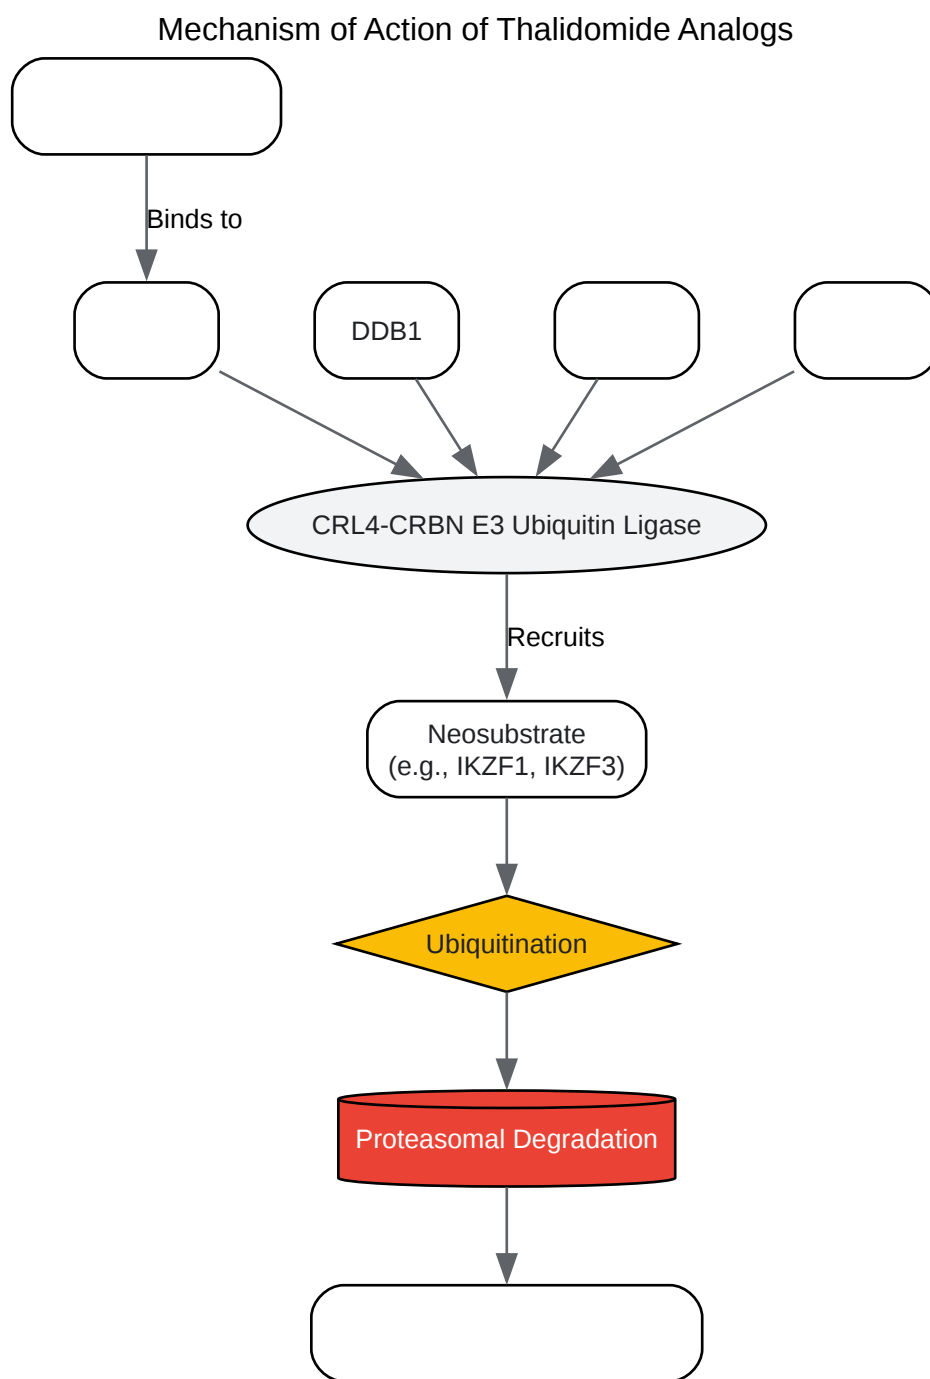 Mechanism of Action of Thalidomide Analogs
Binds to
DDB1
CRL4-CRBN E3 Ubiquitin Ligase
Recruits
Neosubstrate
(e.g., IKZF1, IKZF3)
Ubiquitination
Proteasomal Degradation